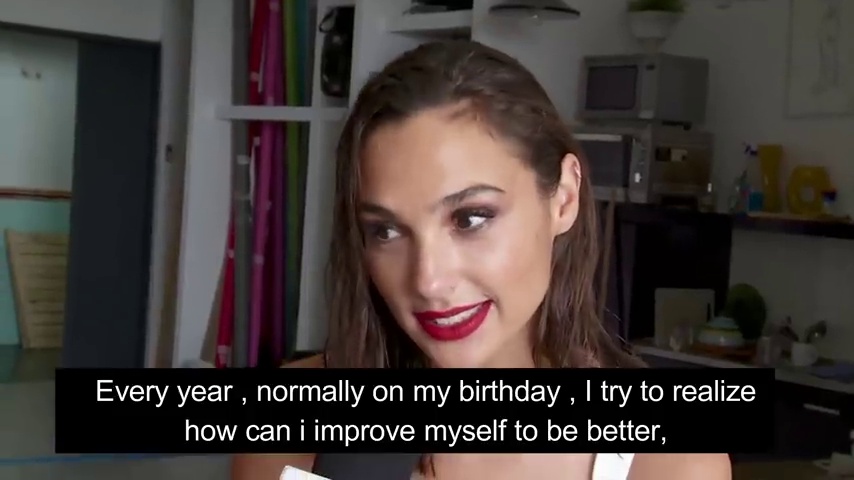 Every year , normally on my birthday , I try to realize
how can i improve myself to be better,